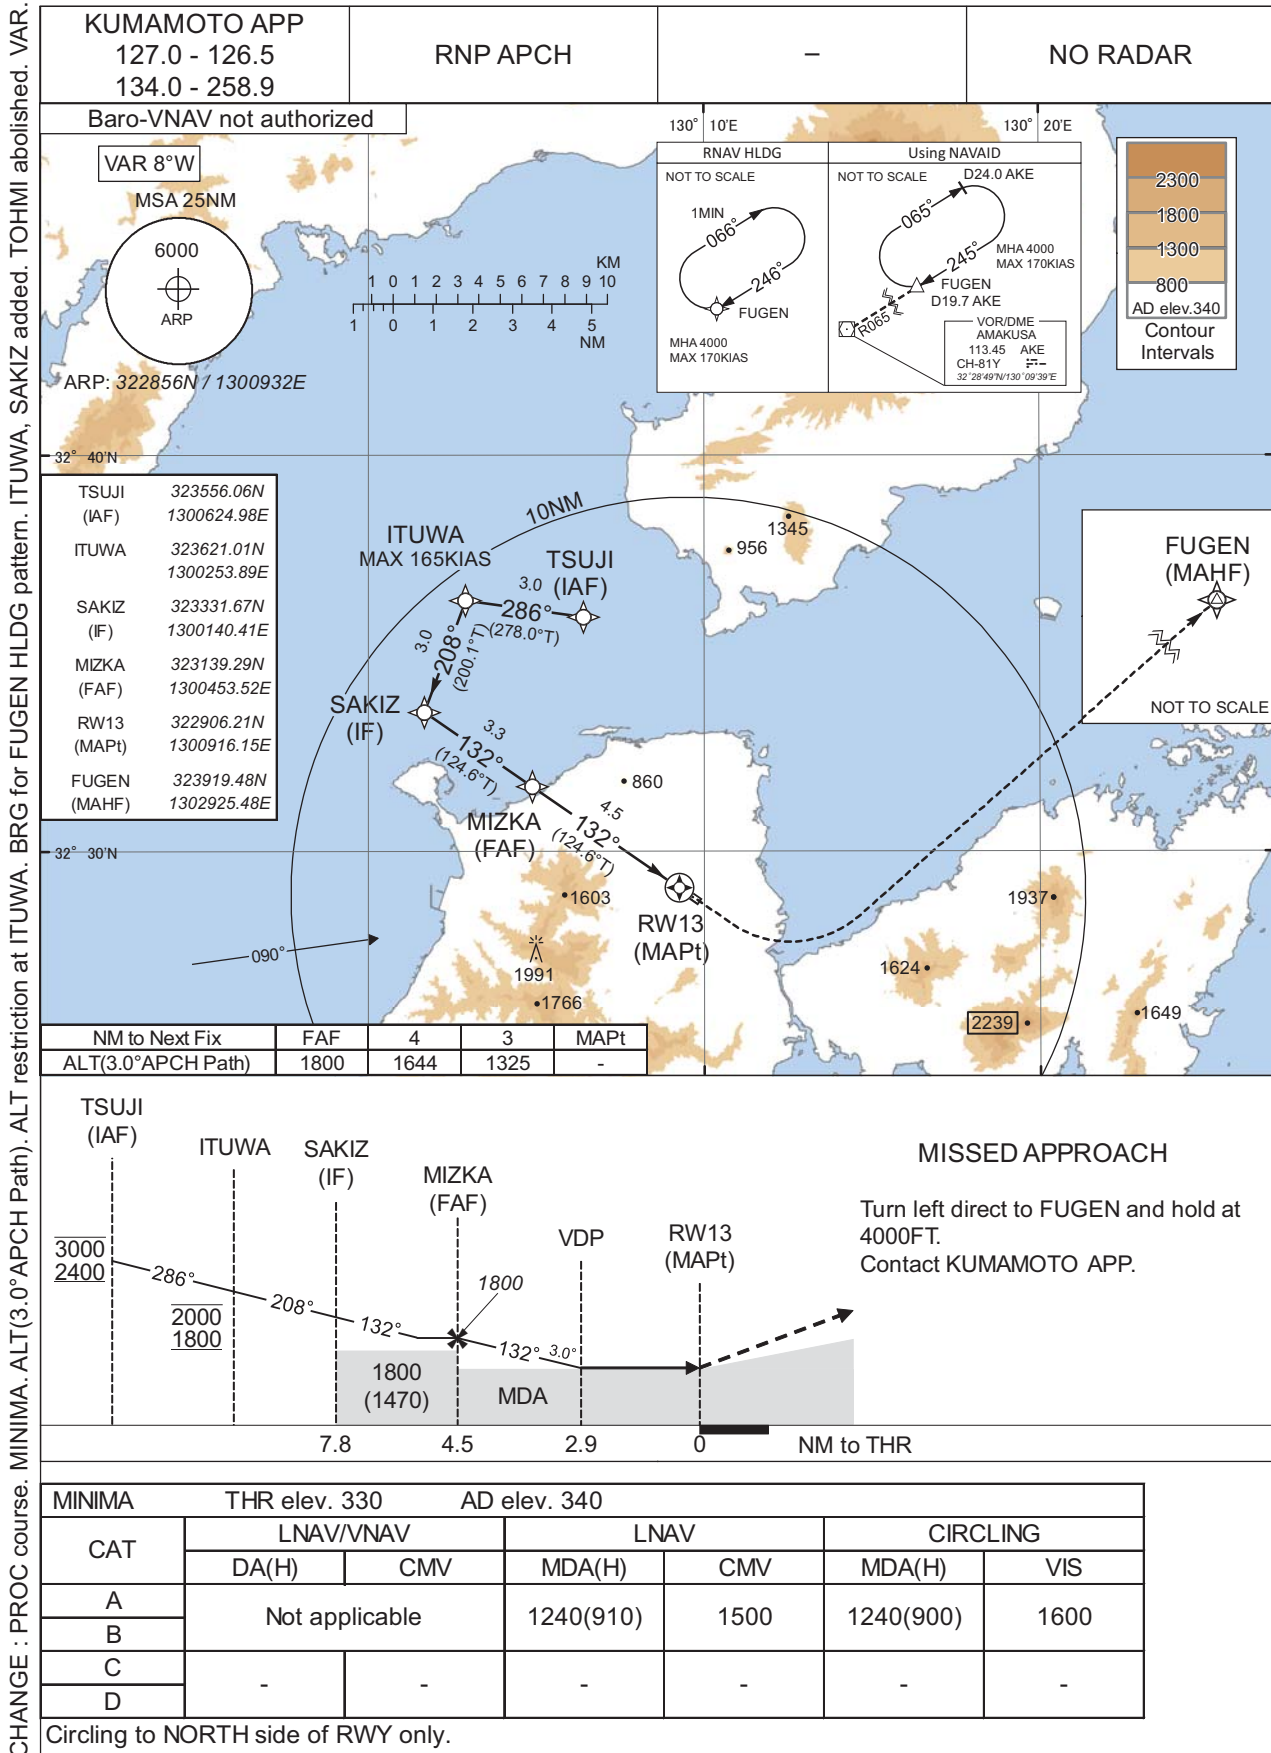 KUMAMOTO APP
127.0 - 126.5
134.0 - 258.9
RNP APCH
–
NO RADAR
Baro-VNAV not authorized
VAR 8°W
MSA 25NM
6000
ARP
ARP: 322856N / 1300932E
KM
1 0 1 2 3 4 5 6 7 8 9 10
1 0 1 2 3 4 5
NM
130° 10'E
130° 20'E
RNAV HLDG
NOT TO SCALE
1MIN
066°
246°
FUGEN
MHA 4000
MAX 170KIAS
Using NAVAID
NOT TO SCALE
D24.0 AKE
065°
245°
MHA 4000
MAX 170KIAS
FUGEN
D19.7 AKE
R065
VOR/DME
AMAKUSA
113.45 AKE
CH-81Y
32°28'49"N/130°09'39"E
2300
1800
1300
800
AD elev.340
Contour
Intervals
32° 40'N
TSUJI 323556.06N
(IAF) 1300624.98E
ITUWA 323621.01N
1300253.89E
SAKIZ 323331.67N
(IF) 1300140.41E
MIZKA 323139.29N
(FAF) 1300453.52E
RW13 322906.21N
(MAPt) 1300916.15E
FUGEN 323919.48N
(MAHF) 1302925.48E
10NM
ITUWA
MAX 165KIAS
TSUJI
(IAF)
3.0
286°
(278.0°T)
3.0
208°
(200.1°T)
SAKIZ
(IF)
3.3
132°
(124.6°T)
MIZKA
(FAF)
4.5
132°
(124.6°T)
RW13
(MAPt)
1345
956
860
1603
1991
1766
1937
1624
2239
1649
FUGEN
(MAHF)
NOT TO SCALE
32° 30'N
090°
NM to Next Fix FAF 4 3 MAPt
ALT(3.0°APCH Path) 1800 1644 1325 -
TSUJI
(IAF)
ITUWA
SAKIZ
(IF)
MIZKA
(FAF)
VDP
RW13
(MAPt)
3000
2400
286°
2000
1800
208°
132°
1800
132° 3.0°
1800
(1470)
MDA
7.8 4.5 2.9 0 NM to THR
MISSED APPROACH
Turn left direct to FUGEN and hold at
4000FT.
Contact KUMAMOTO APP.
MINIMA THR elev. 330 AD elev. 340
CAT LNAV/VNAV LNAV CIRCLING
DA(H) CMV MDA(H) CMV MDA(H) VIS
A
B
Not applicable 1240(910) 1500 1240(900) 1600
C
D
- - - - - -
Circling to NORTH side of RWY only.
CHANGE : PROC course. MINIMA. ALT(3.0°APCH Path). ALT restriction at ITUWA. BRG for FUGEN HLDG pattern. ITUWA, SAKIZ added. TOHMI abolished. VAR.